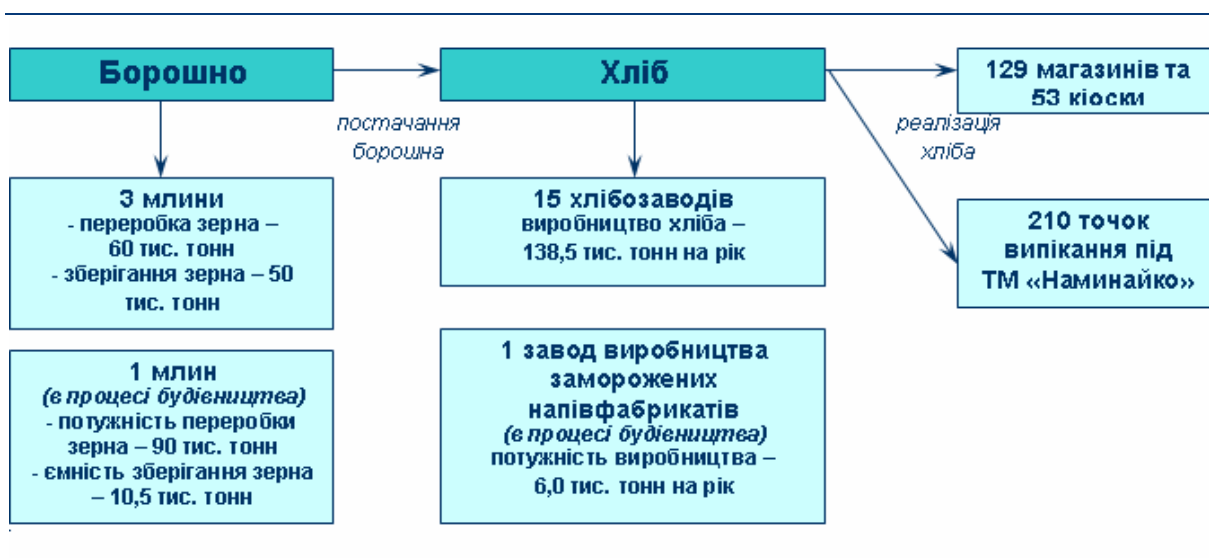 Борошно
Хліб
129 магазинів та
53 кіоски
постачання
борошна
реалізація
хліба
3 млини
- переробка зерна –
60 тис. тонн
- зберігання зерна – 50
тис. тонн
15 хлібозаводів
виробництво хліба –
138,5 тис. тонн на рік
210 точок
випікання під
ТМ «Наминайко»
1 млин
(в процесі будівництва)
- потужність переробки
зерна – 90 тис. тонн
- ємність зберігання зерна
– 10,5 тис. тонн
1 завод виробництва
заморожених
напівфабрикатів
(в процесі будівництва)
потужність виробництва –
6,0 тис. тонн на рік